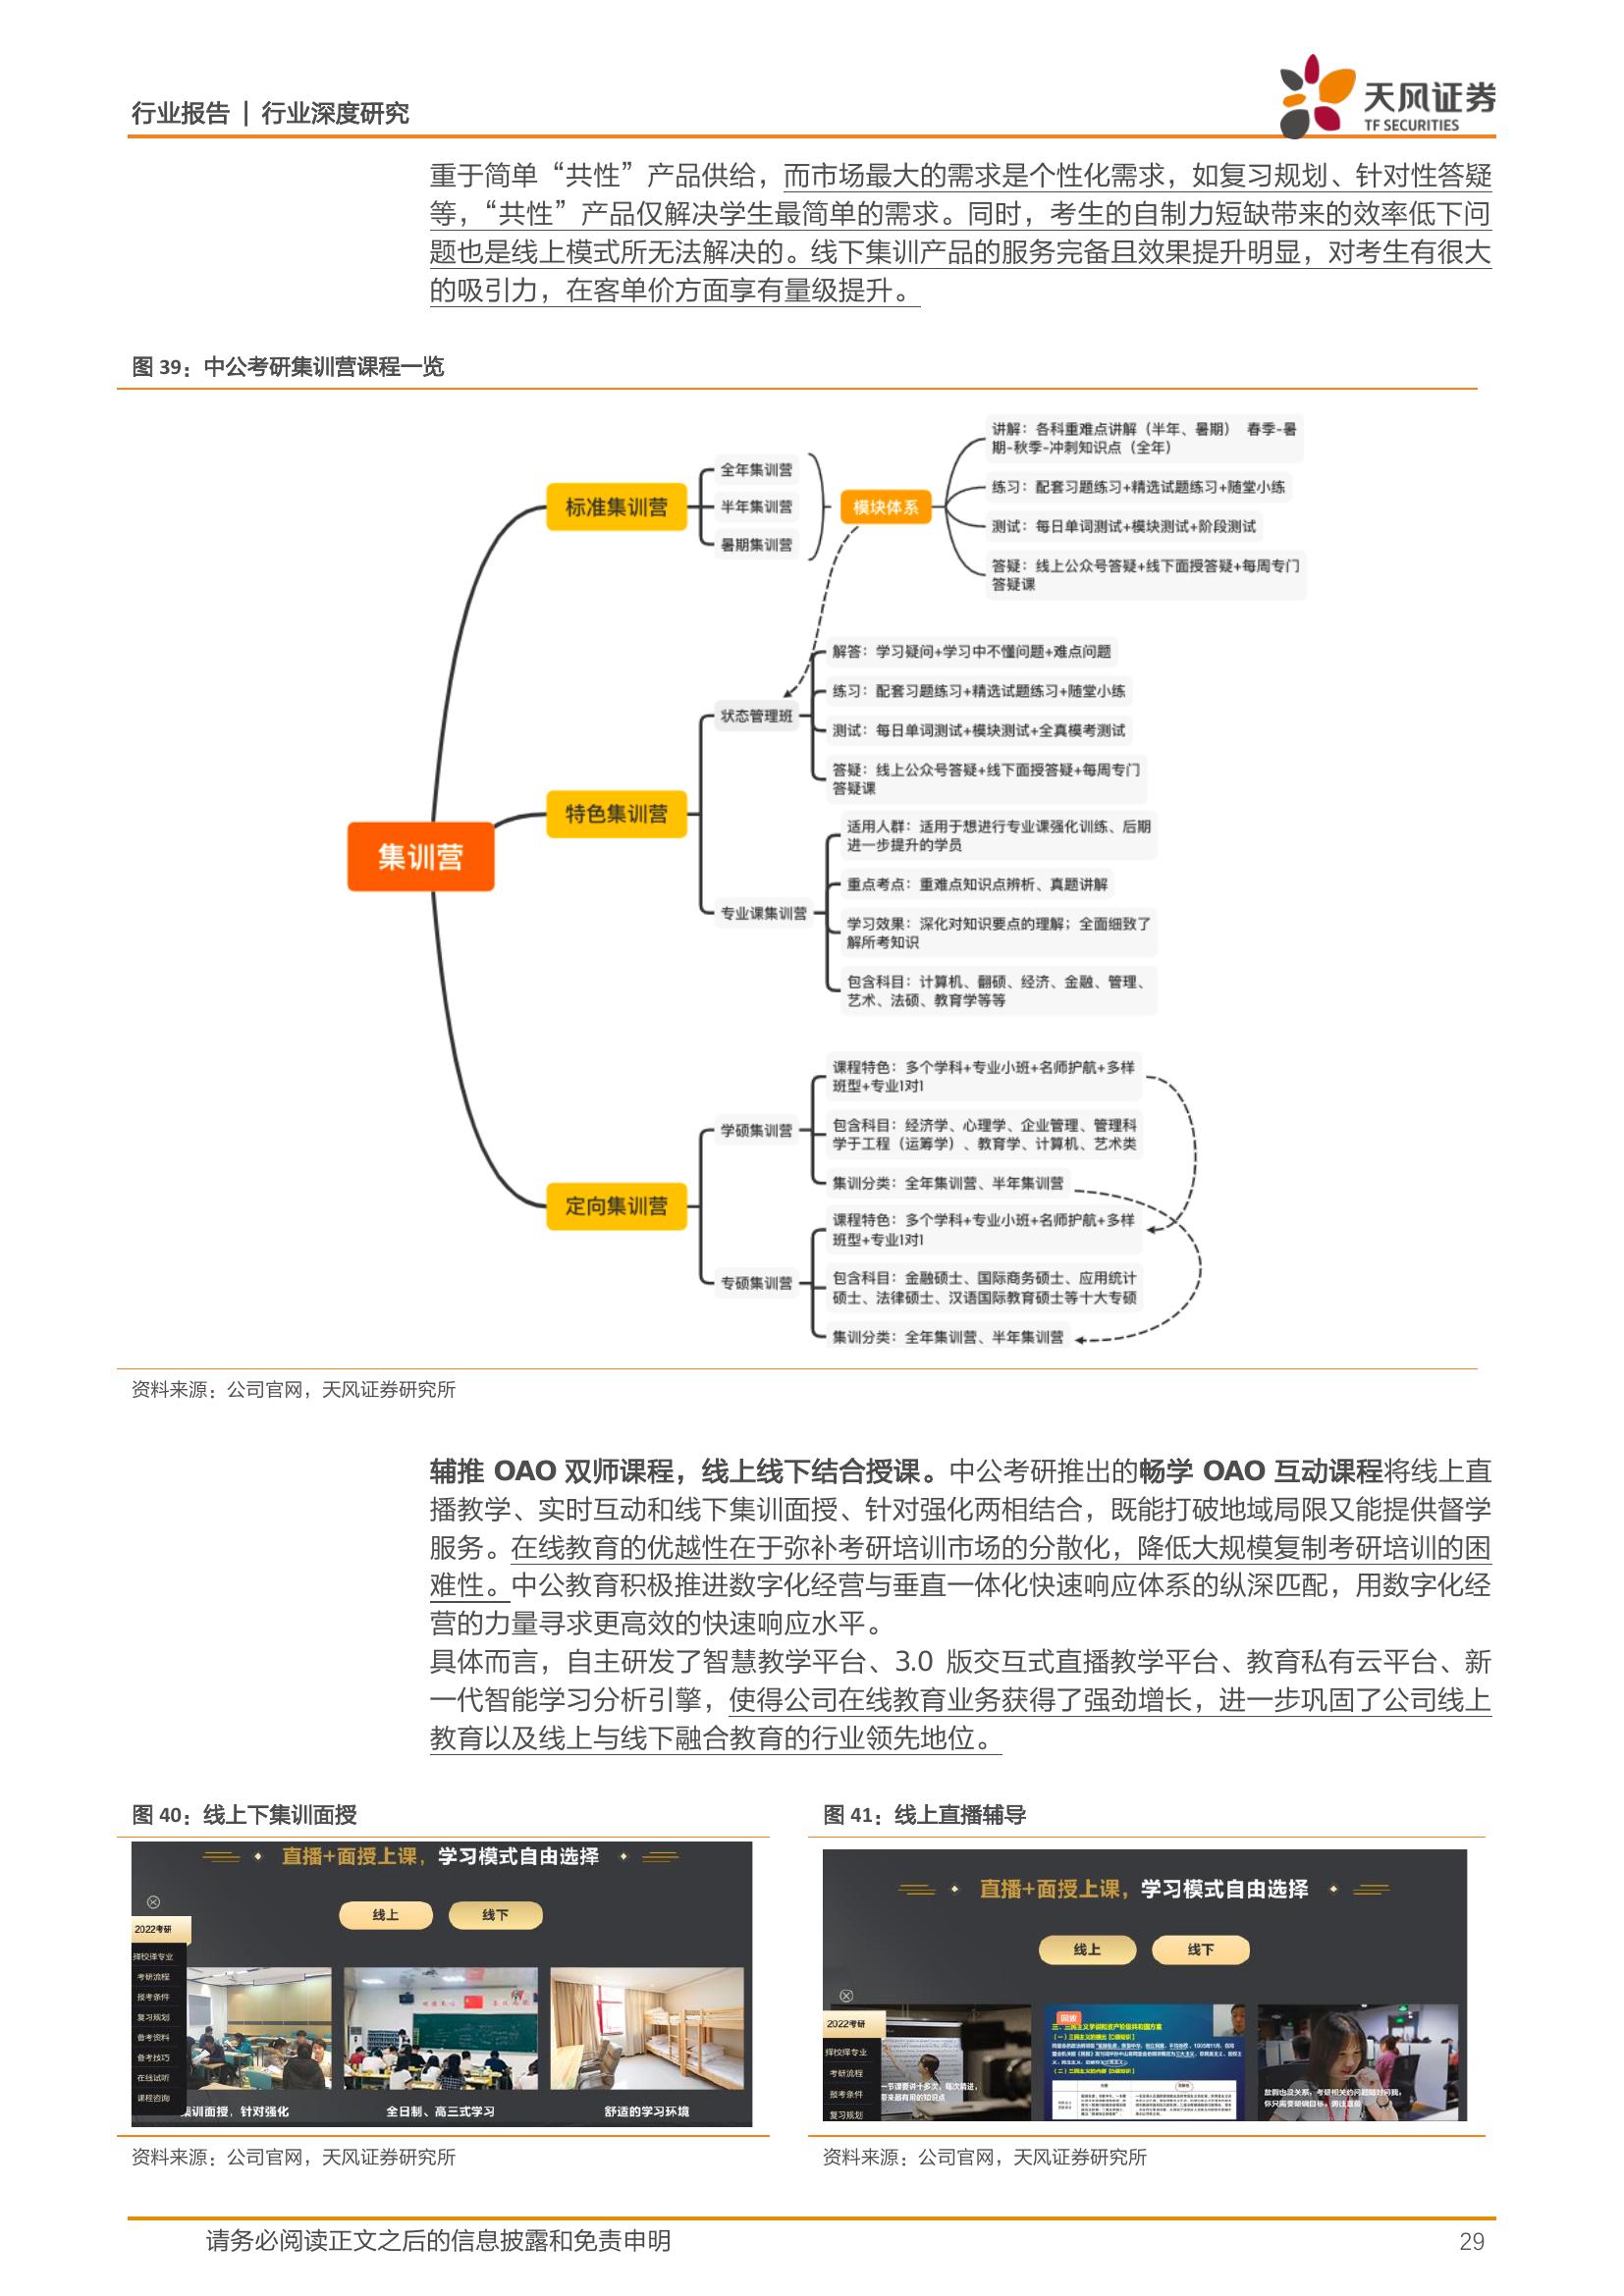 行业报告 | 行业深度研究
天风证券
TF SECURITIES
重于简单“共性”产品供给，而市场最大的需求是个性化需求，如复习规划、针对性答疑
等，“共性”产品仅解决学生最简单的需求。同时，考生的自制力短缺带来的效率低下问
题也是线上模式所无法解决的。线下集训产品的服务完备且效果提升明显，对考生有很大
的吸引力，在客单价方面享有量级提升。
图 39：中公考研集训营课程一览
集训营
标准集训营
全年集训营
半年集训营
暑期集训营
模块体系
讲解：各科重难点讲解（半年、暑期） 春季-暑
期-秋季-冲刺知识点（全年）
练习：配套习题练习+精选试题练习+随堂小练
测试：每日单词测试+模块测试+阶段测试
答疑：线上公众号答疑+线下面授答疑+每周专门
答疑课
特色集训营
状态管理班
解答：学习疑问+学习中不懂问题+难点问题
练习：配套习题练习+精选试题练习+随堂小练
测试：每日单词测试+模块测试+全真模考测试
答疑：线上公众号答疑+线下面授答疑+每周专门
答疑课
专业课集训营
适用人群：适用于想进行专业课强化训练、后期
进一步提升的学员
重点考点：重难点知识点辨析、真题讲解
学习效果：深化对知识要点的理解；全面细致了
解所考知识
包含科目：计算机、翻硕、经济、金融、管理、
艺术、法硕、教育学等等
定向集训营
学硕集训营
课程特色：多个学科+专业小班+名师护航+多样
班型+专业1对1
包含科目：经济学、心理学、企业管理、管理科
学于工程（运筹学）、教育学、计算机、艺术类
集训分类：全年集训营、半年集训营
专硕集训营
课程特色：多个学科+专业小班+名师护航+多样
班型+专业1对1
包含科目：金融硕士、国际商务硕士、应用统计
硕士、法律硕士、汉语国际教育硕士等十大专硕
集训分类：全年集训营、半年集训营
资料来源：公司官网，天风证券研究所
辅推 OAO 双师课程，线上线下结合授课。中公考研推出的畅学 OAO 互动课程将线上直
播教学、实时互动和线下集训面授、针对强化两相结合，既能打破地域局限又能提供督学
服务。在线教育的优越性在于弥补考研培训市场的分散化，降低大规模复制考研培训的困
难性。中公教育积极推进数字化经营与垂直一体化快速响应体系的纵深匹配，用数字化经
营的力量寻求更高效的快速响应水平。
具体而言，自主研发了智慧教学平台、3.0 版交互式直播教学平台、教育私有云平台、新
一代智能学习分析引擎，使得公司在线教育业务获得了强劲增长，进一步巩固了公司线上
教育以及线上与线下融合教育的行业领先地位。
图 40：线上下集训面授
直播+面授上课，学习模式自由选择
线上 线下
2022考研
择校择专业
考研流程
报考条件
复习规划
备考资料
备考技巧
在线试听
课程咨询
集训面授，针对强化
全日制、高三式学习
舒适的学习环境
资料来源：公司官网，天风证券研究所
图 41：线上直播辅导
直播+面授上课，学习模式自由选择
线上 线下
2022考研
择校择专业
考研流程
报考条件
复习规划
资料来源：公司官网，天风证券研究所
请务必阅读正文之后的信息披露和免责申明
29